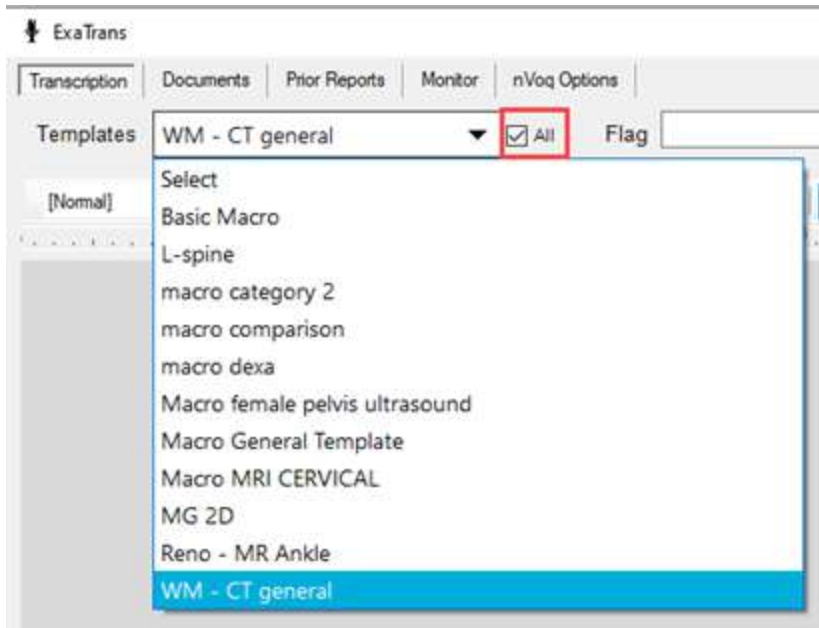 ExaTrans
Transcription Documents Prior Reports Monitor nVoq Options
Templates WM - CT general All Flag
[Normal]
Select
Basic Macro
L-spine
macro category 2
macro comparison
macro dexa
Macro female pelvis ultrasound
Macro General Template
Macro MRI CERVICAL
MG 2D
Reno - MR Ankle
WM - CT general